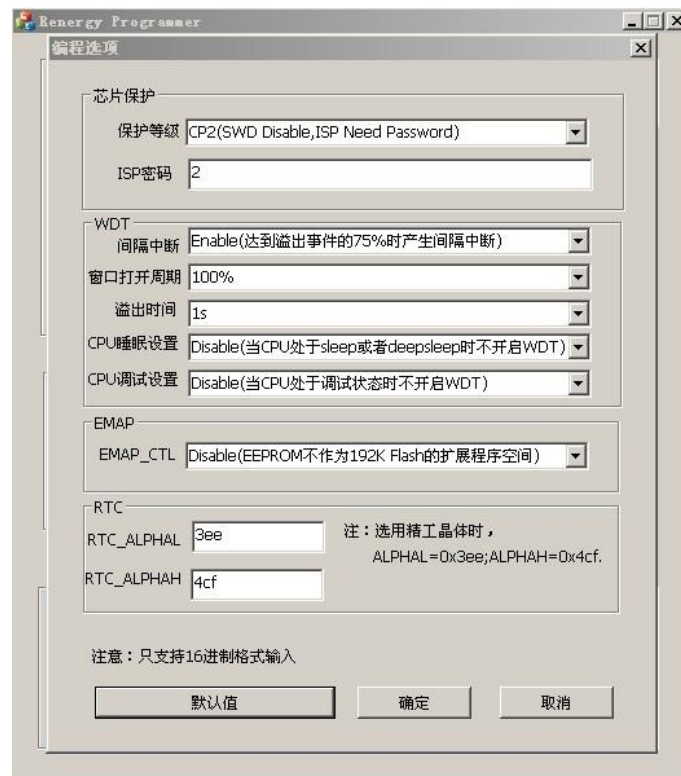 Renergy Programmer
编程选项
芯片保护
保护等级 CP2(SWD Disable,ISP Need Password)
ISP密码 2
WDT
间隔中断 Enable(达到溢出事件的75%时产生间隔中断)
窗口打开周期 100%
溢出时间 1s
CPU睡眠设置 Disable(当CPU处于sleep或者deepsleep时不开启WDT)
CPU调试设置 Disable(当CPU处于调试状态时不开启WDT)
EMAP
EMAP_CTL Disable(EEPROM不作为192K Flash的扩展程序空间)
RTC
RTC_ALPHAL 3ee
注：选用精工晶体时，
ALPHAL=0x3ee;ALPHAH=0x4cf.
RTC_ALPHAH 4cf
注意：只支持16进制格式输入
默认值 确定 取消